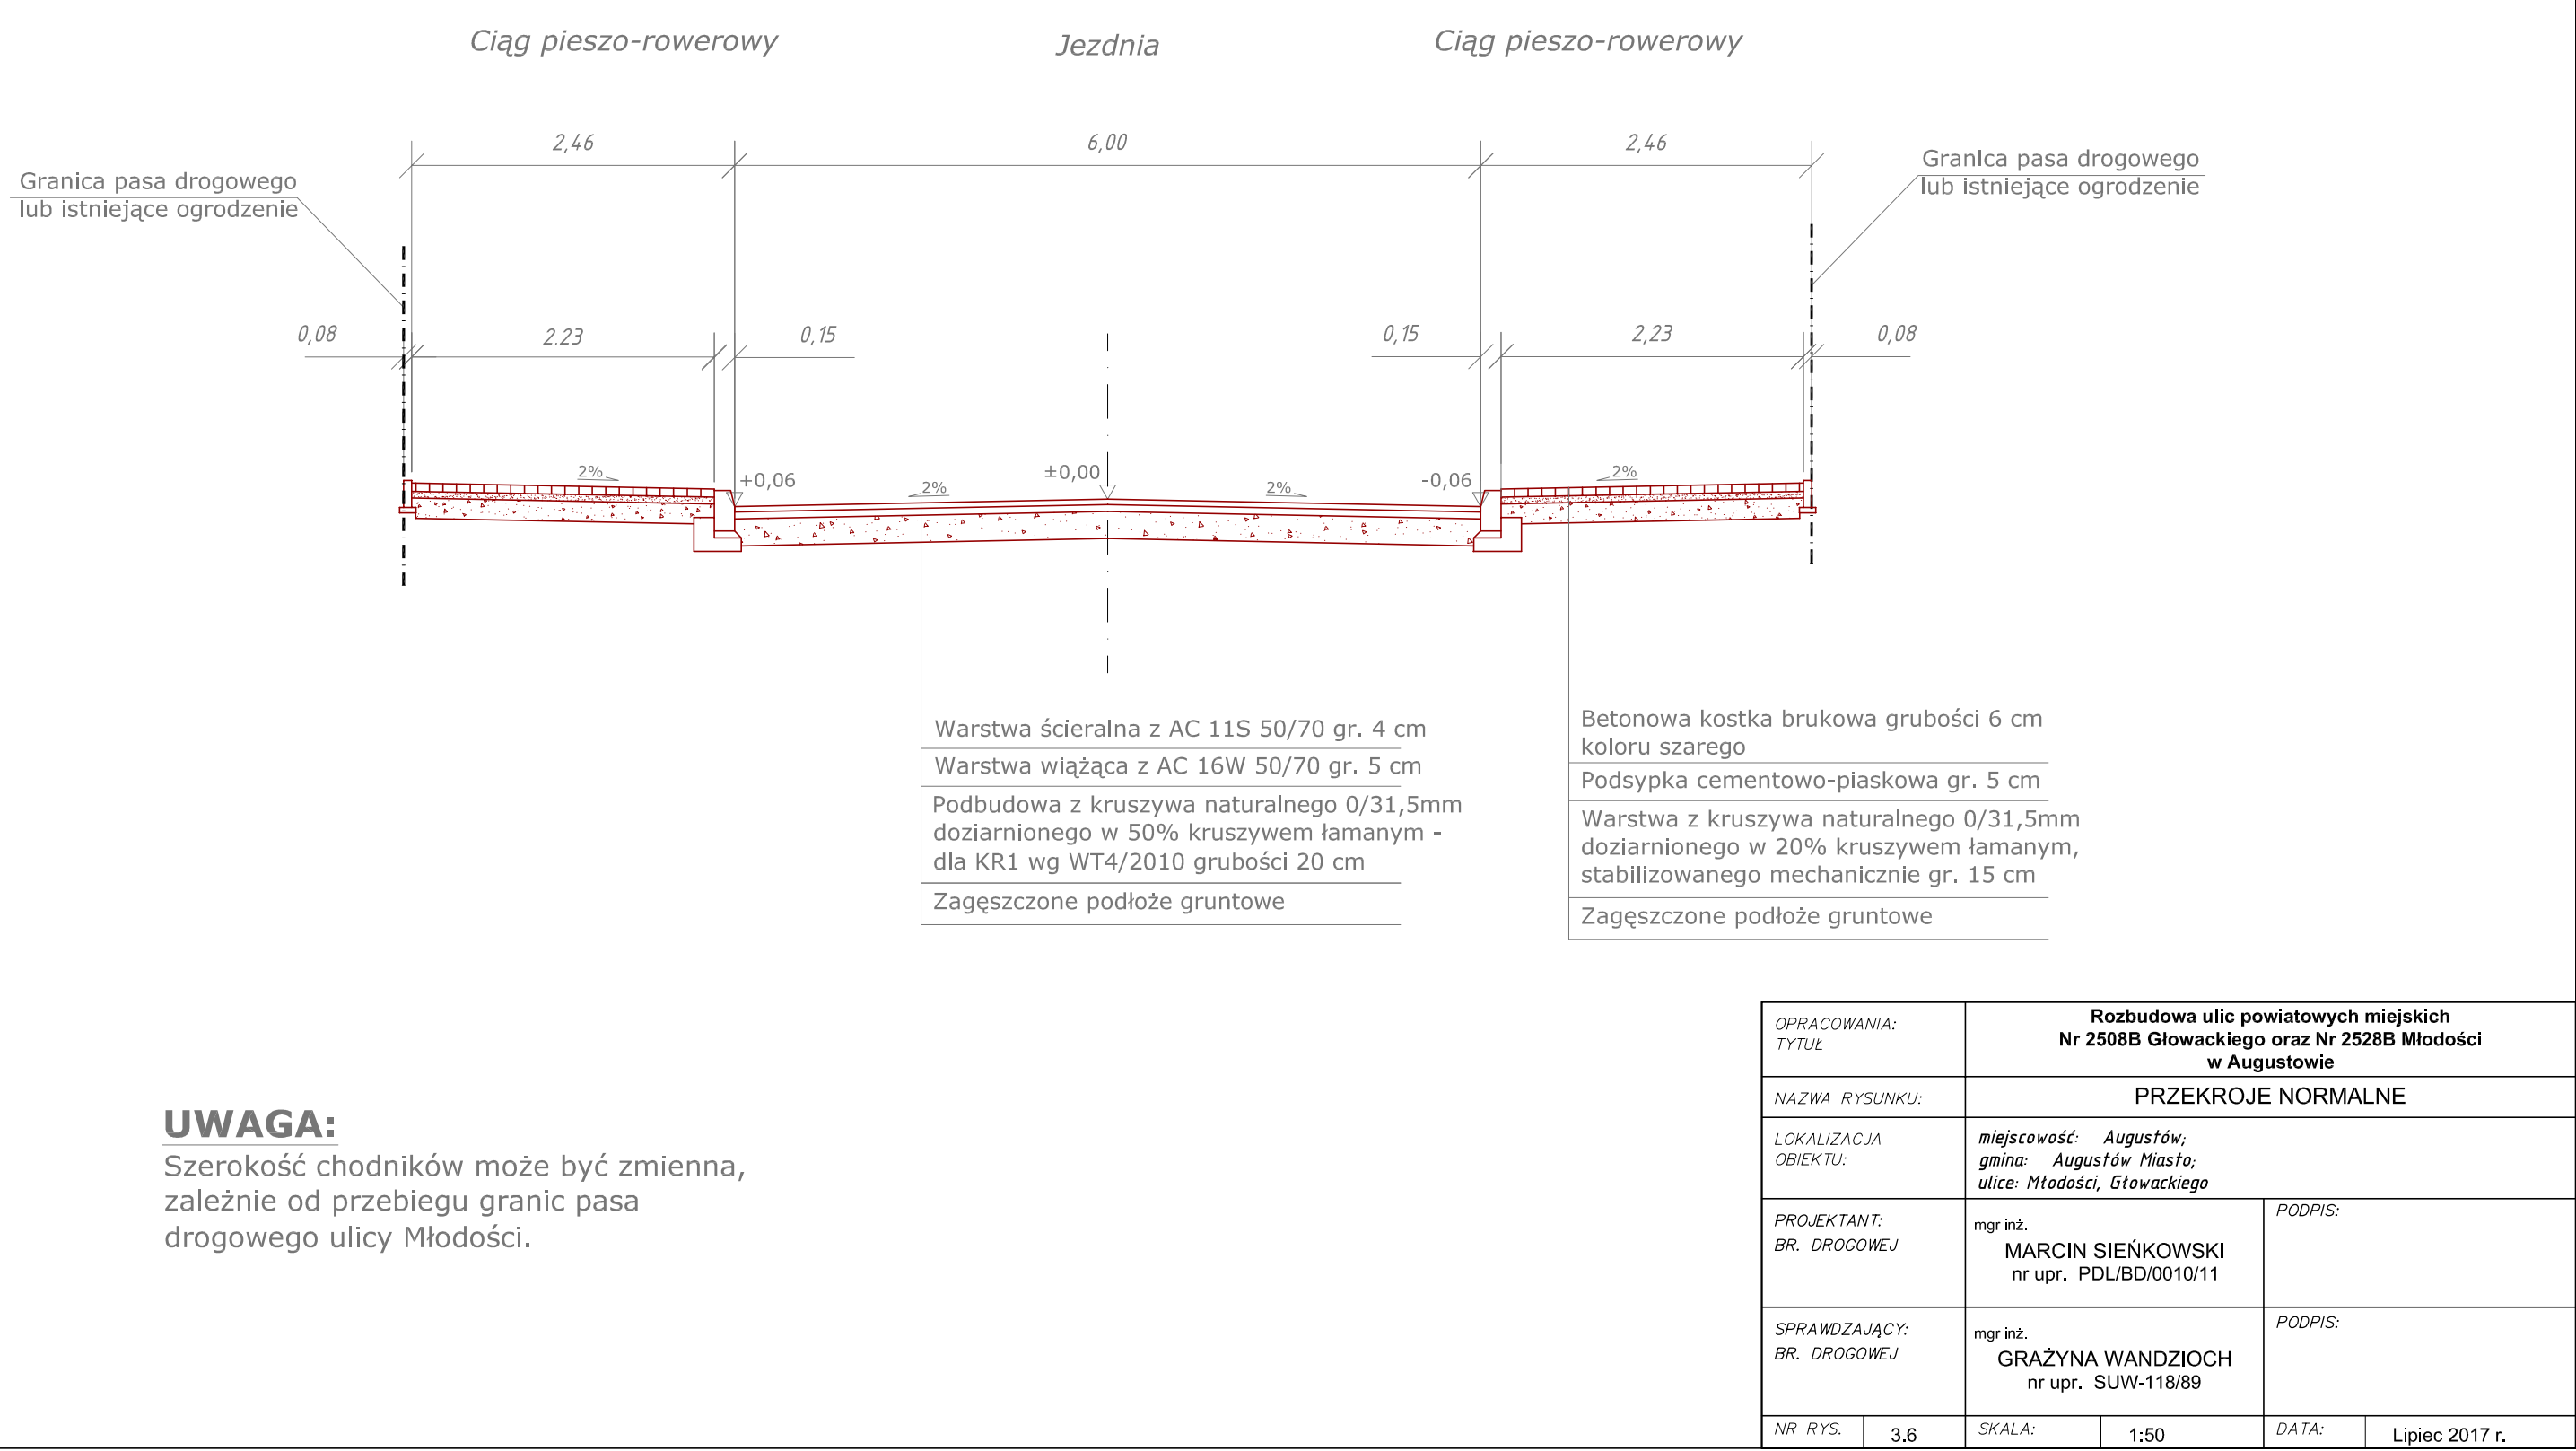 Ciąg pieszo-rowerowy
Jezdnia
Ciąg pieszo-rowerowy
2,46
6,00
2,46
Granica pasa drogowego
lub istniejące ogrodzenie
Granica pasa drogowego
lub istniejące ogrodzenie
0,08
2.23
0,15
0,15
2,23
0,08
2%
+0,06
2%
±0,00
2%
-0,06
2%
Warstwa ścieralna z AC 11S 50/70 gr. 4 cm
Warstwa wiążąca z AC 16W 50/70 gr. 5 cm
Podbudowa z kruszywa naturalnego 0/31,5mm
doziarnionego w 50% kruszywem łamanym -
dla KR1 wg WT4/2010 grubości 20 cm
Zagęszczone podłoże gruntowe
Betonowa kostka brukowa grubości 6 cm
koloru szarego
Podsypka cementowo-piaskowa gr. 5 cm
Warstwa z kruszywa naturalnego 0/31,5mm
doziarnionego w 20% kruszywem łamanym,
stabilizowanego mechanicznie gr. 15 cm
Zagęszczone podłoże gruntowe
UWAGA:
Szerokość chodników może być zmienna,
zależnie od przebiegu granic pasa
drogowego ulicy Młodości.
OPRACOWANIA:
TYTUŁ
Rozbudowa ulic powiatowych miejskich
Nr 2508B Głowackiego oraz Nr 2528B Młodości
w Augustowie
NAZWA RYSUNKU:
PRZEKROJE NORMALNE
LOKALIZACJA
OBIEKTU:
miejscowość: Augustów;
gmina: Augustów Miasto;
ulice: Młodości, Głowackiego
PROJEKTANT:
BR. DROGOWEJ
mgr inż.
MARCIN SIEŃKOWSKI
nr upr. PDL/BD/0010/11
PODPIS:
SPRAWDZAJĄCY:
BR. DROGOWEJ
mgr inż.
GRAŻYNA WANDZIOCH
nr upr. SUW-118/89
PODPIS:
NR RYS.
3.6
SKALA:
1:50
DATA:
Lipiec 2017 r.